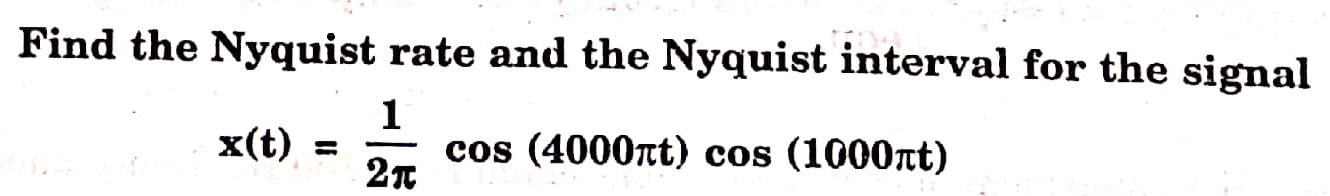 Find the Nyquist rate and the Nyquist interval for the signal
x(t) = 1/2π cos (4000πt) cos (1000πt)